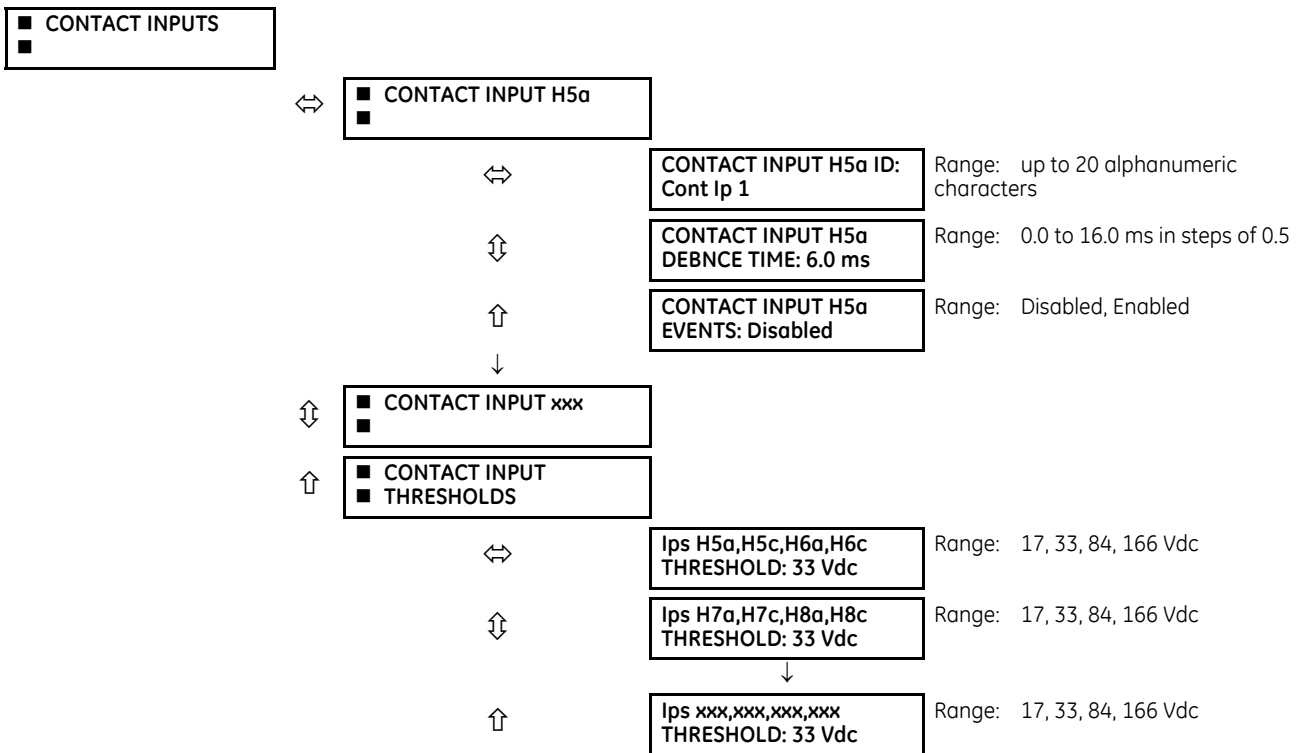 ■ CONTACT INPUTS
■
■ CONTACT INPUT H5a
■
CONTACT INPUT H5a ID:
Cont Ip 1
Range: up to 20 alphanumeric
characters
CONTACT INPUT H5a
DEBNCE TIME: 6.0 ms
Range: 0.0 to 16.0 ms in steps of 0.5
CONTACT INPUT H5a
EVENTS: Disabled
Range: Disabled, Enabled
■ CONTACT INPUT xxx
■
■ CONTACT INPUT
■ THRESHOLDS
Ips H5a,H5c,H6a,H6c
THRESHOLD: 33 Vdc
Range: 17, 33, 84, 166 Vdc
Ips H7a,H7c,H8a,H8c
THRESHOLD: 33 Vdc
Range: 17, 33, 84, 166 Vdc
Ips xxx,xxx,xxx,xxx
THRESHOLD: 33 Vdc
Range: 17, 33, 84, 166 Vdc